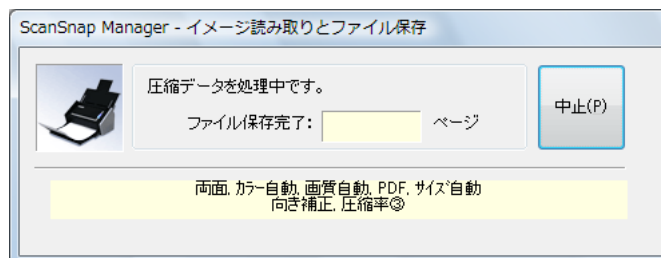 ScanSnap Manager - イメージ読み取りとファイル保存
圧縮データを処理中です。
ファイル保存完了: ページ
中止(P)
両面, カラー自動, 画質自動, PDF, サイズ自動
向き補正, 圧縮率③